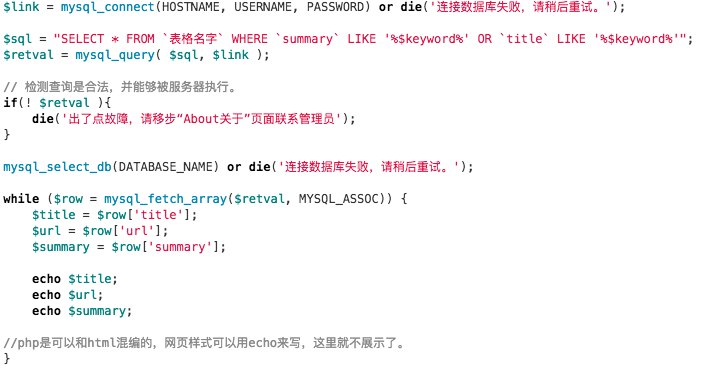 $link = mysql_connect(HOSTNAME, USERNAME, PASSWORD) or die('连接数据库失败，请稍后重试。');
$sql = "SELECT * FROM `表格名字` WHERE `summary` LIKE '%$keyword%' OR `title` LIKE '%$keyword%'";
$retval = mysql_query( $sql, $link );
// 检测查询是合法，并能够被服务器执行。
if(! $retval ){
die('出了点故障，请移步“About关于”页面联系管理员');
}
mysql_select_db(DATABASE_NAME) or die('连接数据库失败，请稍后重试。');
while ($row = mysql_fetch_array($retval, MYSQL_ASSOC)) {
$title = $row['title'];
$url = $row['url'];
$summary = $row['summary'];
echo $title;
echo $url;
echo $summary;
//php是可以和html混编的，网页样式可以用echo来写，这里就不展示了。
}